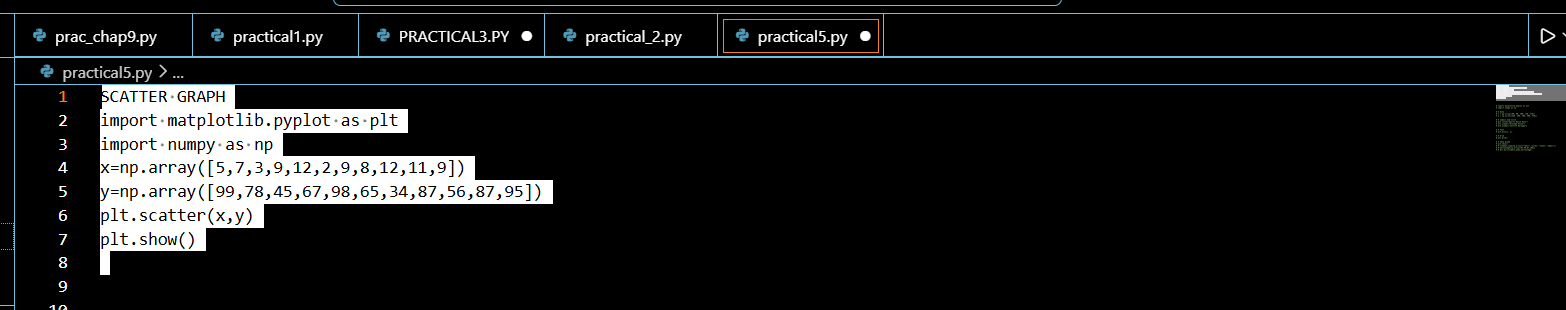 prac_chap9.py
practical1.py
PRACTICAL3.PY
practical_2.py
practical5.py
practical5.py > ...
1 SCATTER GRAPH
2 import matplotlib.pyplot as plt
3 import numpy as np
4 x=np.array([5,7,3,9,12,2,9,8,12,11,9])
5 y=np.array([99,78,45,67,98,65,34,87,56,87,95])
6 plt.scatter(x,y)
7 plt.show()
8
9
10